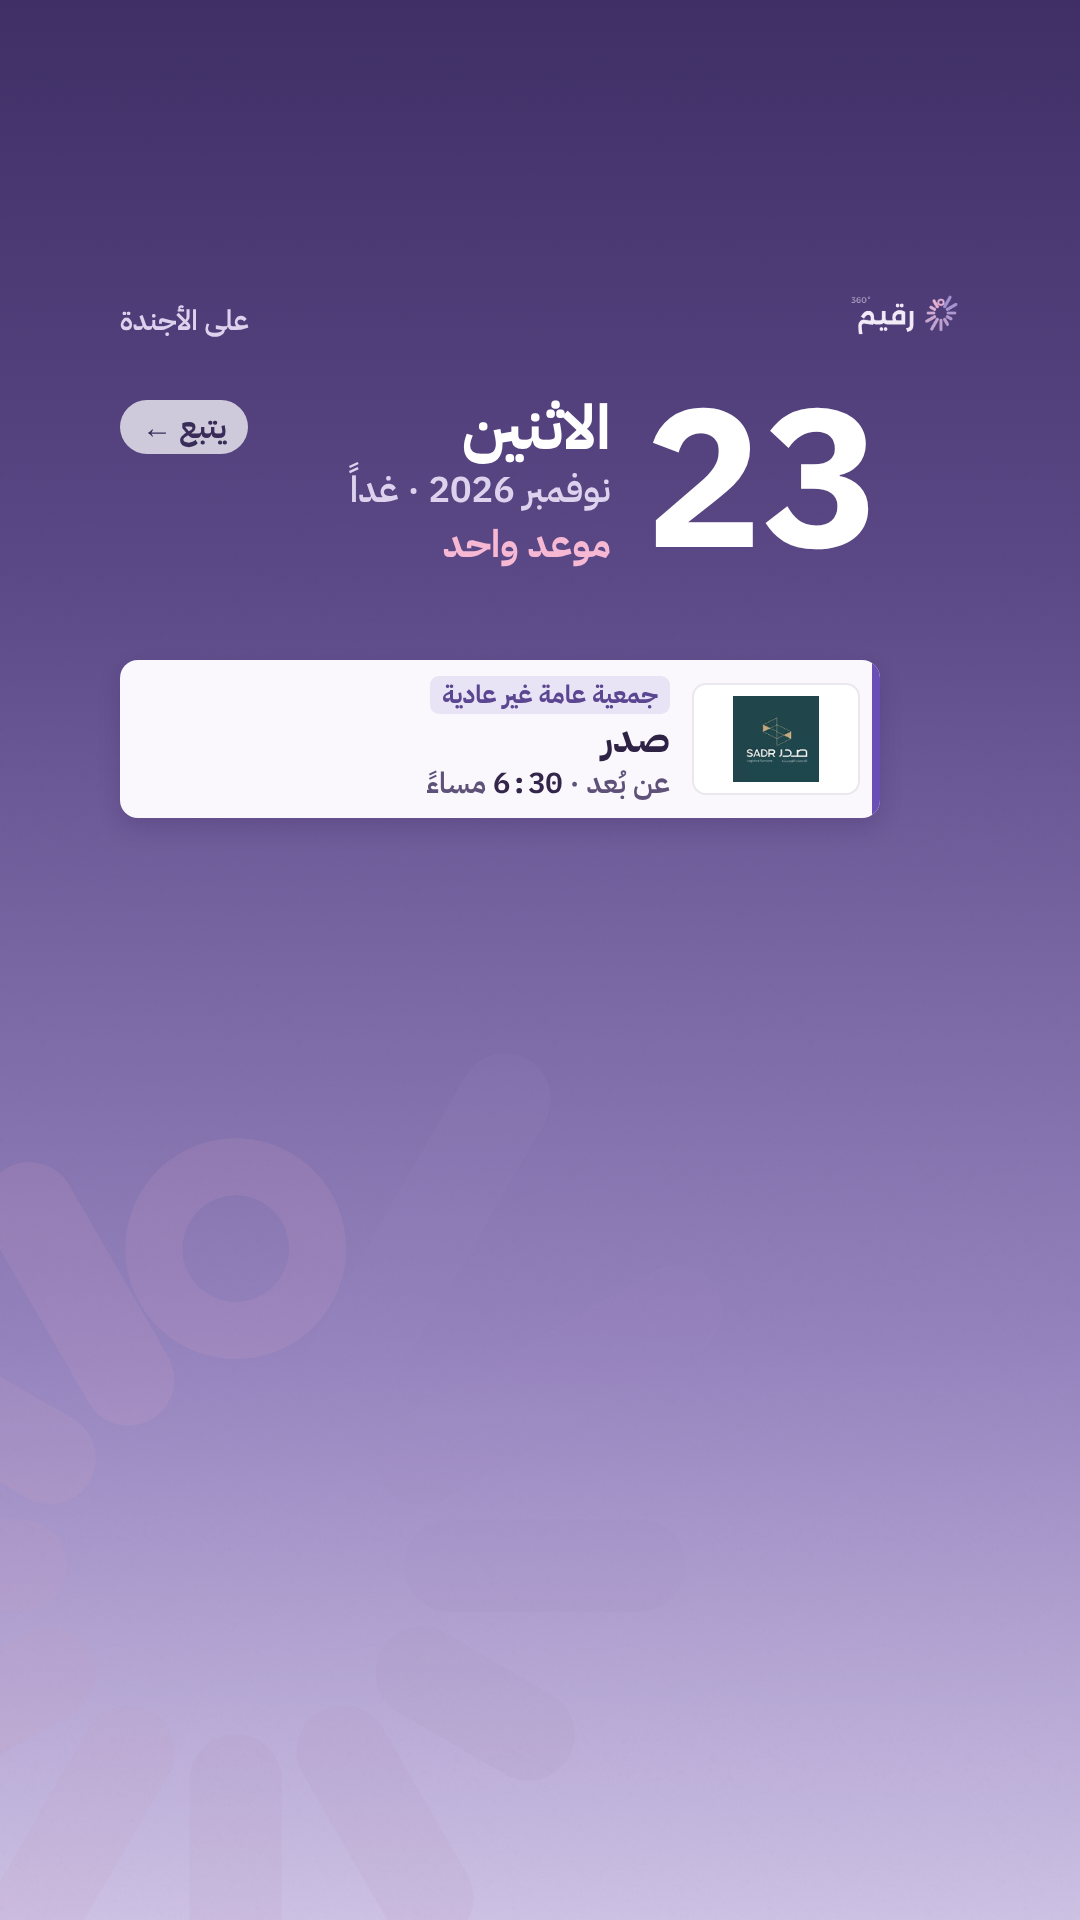 رقيم
360°
على الأجندة
23
الاثنين
نوفمبر 2026 · غداً
موعد واحد
يتبع ←
جمعية عامة غير عادية
صدر
عن بُعد · 6:30 مساءً
صدر SADR